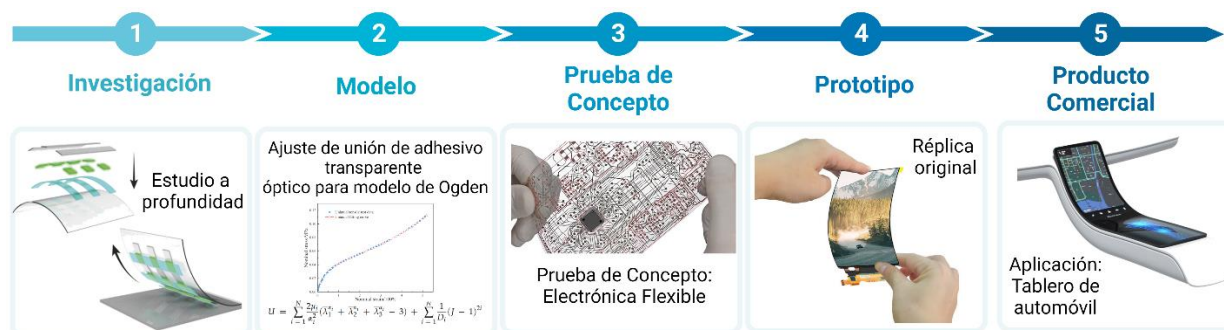 1
Investigación
Estudio a
profundidad
2
Modelo
Ajuste de unión de adhesivo
transparente
óptico para modelo de Ogden
3
Prueba de
Concepto
Prueba de Concepto:
Electrónica Flexible
4
Prototipo
Réplica
original
5
Producto
Comercial
Aplicación:
Tablero de
automóvil